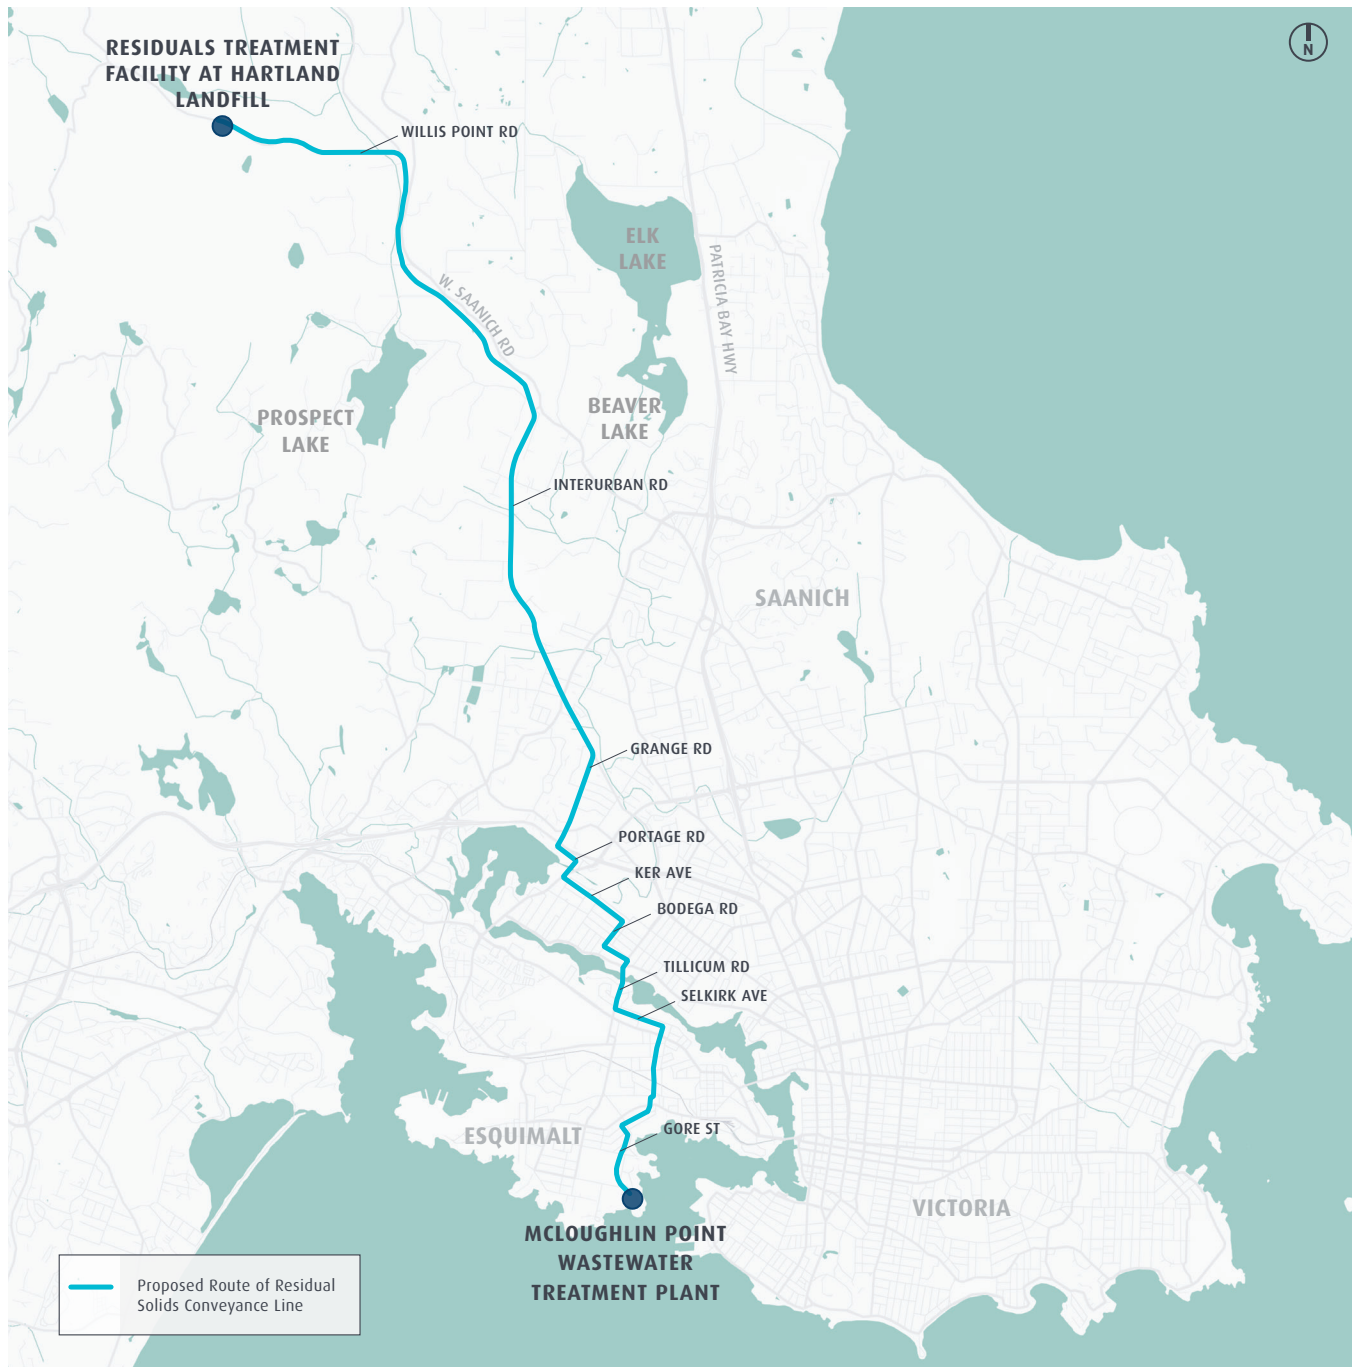 RESIDUALS TREATMENT
FACILITY AT HARTLAND
LANDFILL
N
WILLIS POINT RD
ELK
LAKE
PATRICIA BAY HWY
W. SAANICH RD
PROSPECT
LAKE
BEAVER
LAKE
INTERURBAN RD
SAANICH
GRANGE RD
PORTAGE RD
KER AVE
BODEGA RD
TILLICUM RD
SELKIRK AVE
ESQUIMALT
GORE ST
VICTORIA
MCLOUGHLIN POINT
WASTEWATER
TREATMENT PLANT
Proposed Route of Residual
Solids Conveyance Line